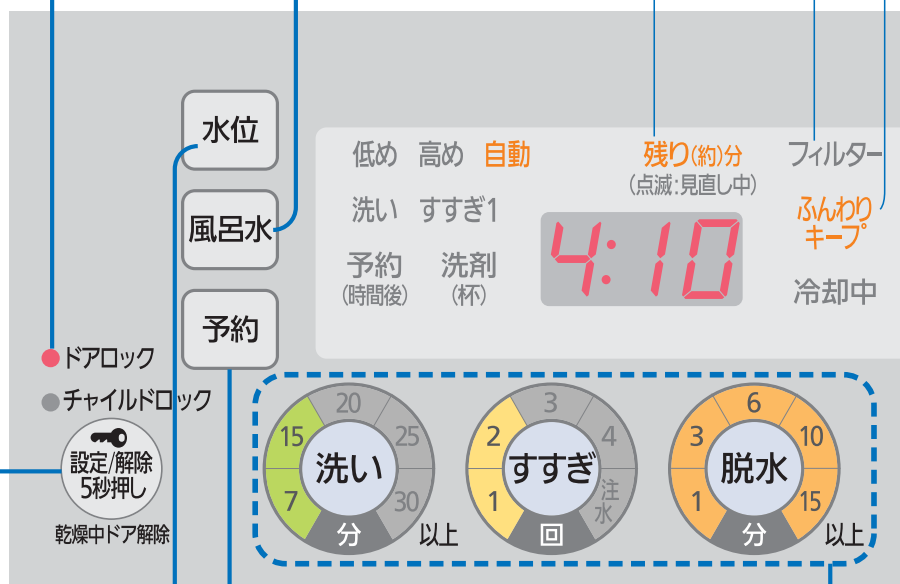 水位
風呂水
予約
低め 高め 自動
洗い すすぎ1
予約 洗剤
(時間後) (杯)
残り(約)分
(点滅:見直し中)
4:10
フィルター
ふんわり
キープ
冷却中
ドアロック
チャイルドロック
設定/解除
5秒押し
乾燥中ドア解除
7 15 20 25 30
洗い
分
以上
1 2 3 4 注水
すすぎ
回
1 3 6 10 15
脱水
分
以上